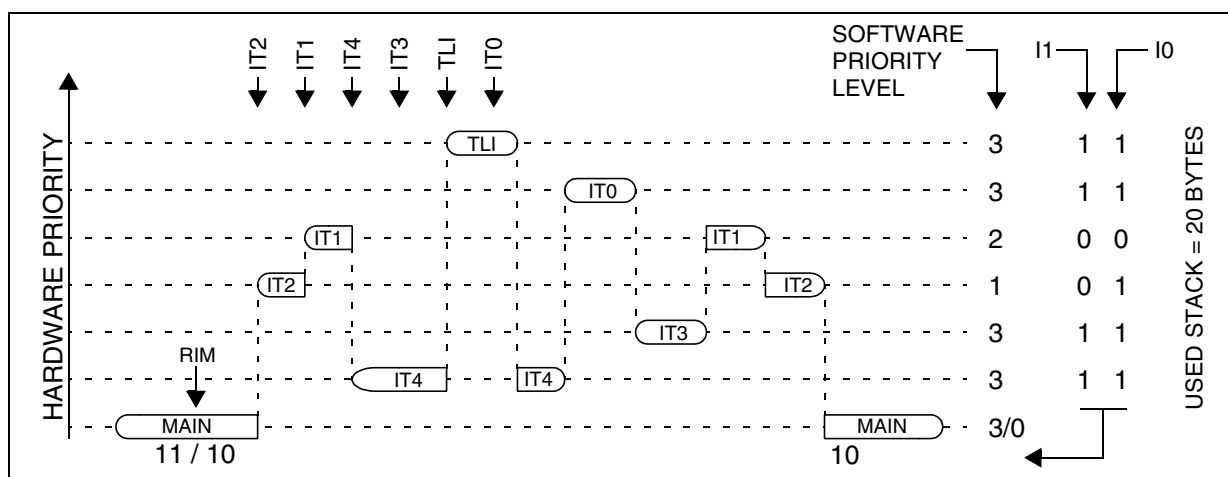 IT2 IT1 IT4 IT3 TLI IT0
SOFTWARE
PRIORITY
LEVEL
I1
I0
HARDWARE PRIORITY
USED STACK = 20 BYTES
TLI
3 1 1
IT0
3 1 1
IT1 IT1
2 0 0
IT2 IT2
1 0 1
IT3
3 1 1
RIM
IT4 IT4
3 1 1
MAIN MAIN
3/0
11 / 10 10